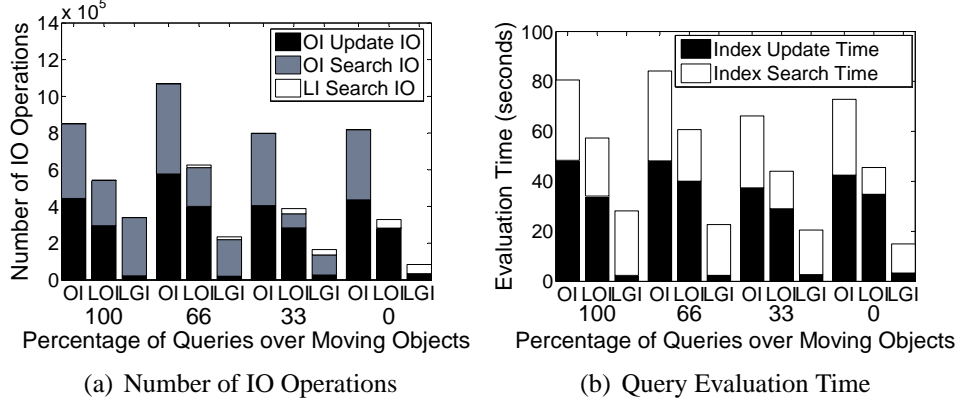 14 x 10^5
12
10
8
6
4
2
0
Number of IO Operations
OI Update IO
OI Search IO
LI Search IO
OI LOI LGI OI LOI LGI OI LOI LGI OI LOI LGI
100 66 33 0
Percentage of Queries over Moving Objects
(a) Number of IO Operations
100
80
60
40
20
0
Evaluation Time (seconds)
Index Update Time
Index Search Time
OI LOI LGI OI LOI LGI OI LOI LGI OI LOI LGI
100 66 33 0
Percentage of Queries over Moving Objects
(b) Query Evaluation Time